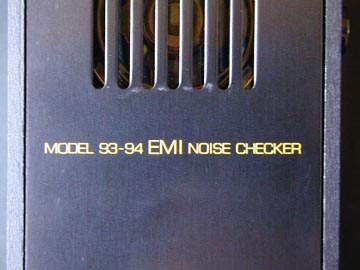 MODEL 93-94 EMI NOISE CHECKER